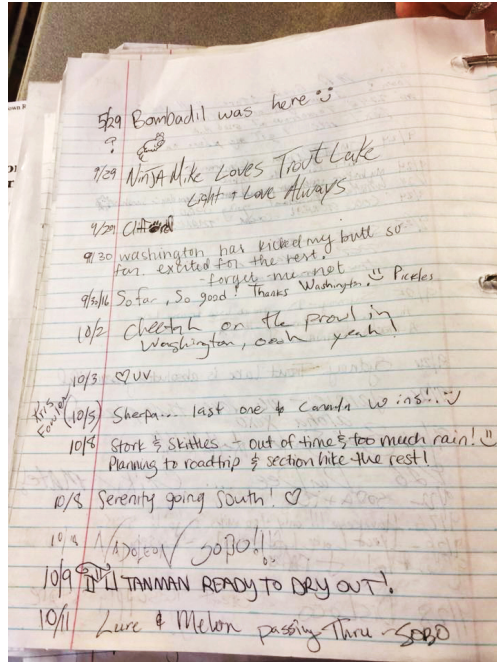 5/29 Bombadil was here
?
9/29 NiNJA Mike Loves Trout Lake
Light + Love Always
9/29
9/30 washington has kicked my butt so
far. excited for the rest.
- forget me not
9/30/16 So far, So good! Thanks Washington! Pickles
10/2 Cheetah on the prowl in
Washington, oooh yeah!
10/3 ♡UV
Kris
Fowler (10/5) Sherpa... last one to Canada wins!!
10/8 Stork & Skittles - out of time & too much rain!
Planning to roadtrip & section hike the rest!
10/8 Serenity going South! ♡
NAPOLEON SOBO!!
10/9 TANMAN READY TO DRY OUT!
10/11 Lure & Melon passing Thru - SOBO